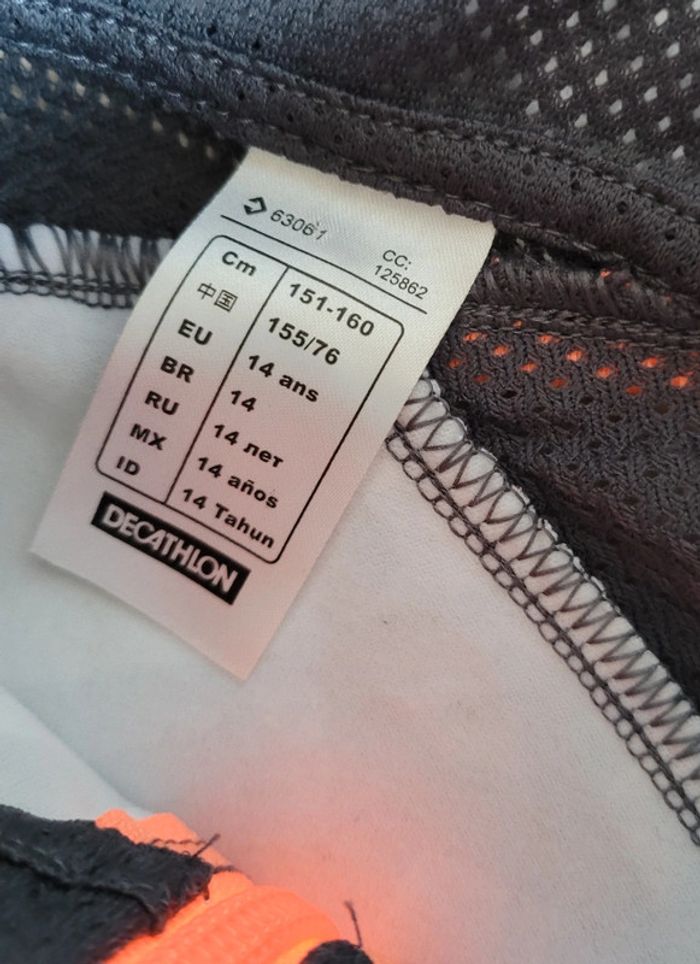 63061
CC:
125862
Cm 151-160
中国 155/76
EU 14 ans
BR 14
RU 14 лет
MX 14 años
ID 14 Tahun
DECATHLON